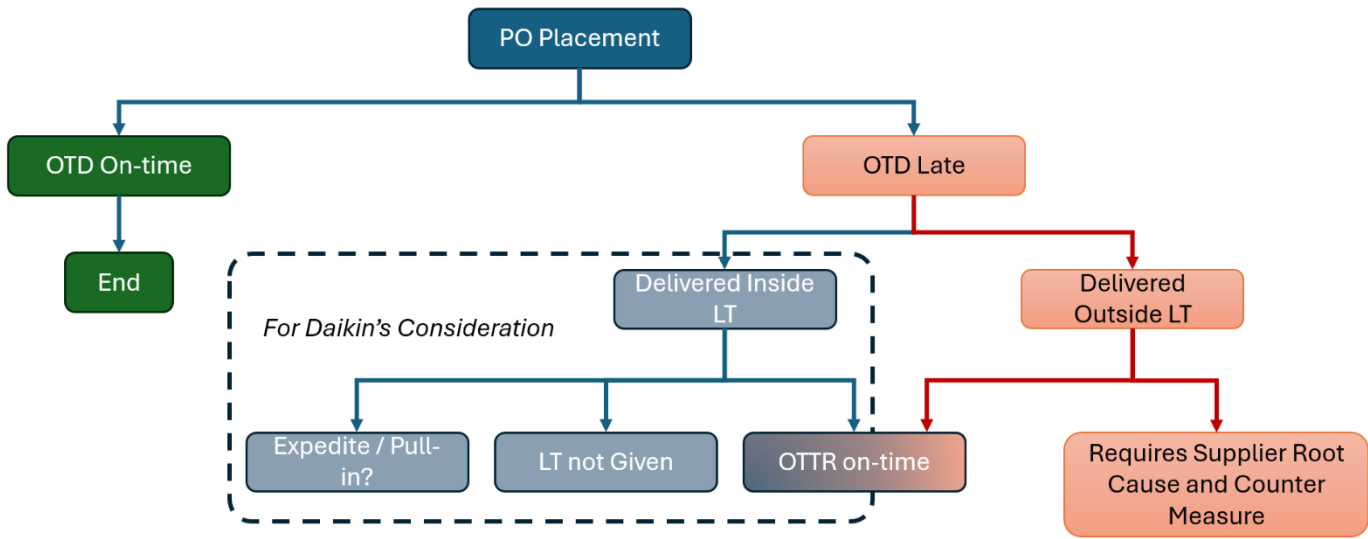 PO Placement
OTD On-time
OTD Late
End
Delivered Inside
LT
Delivered
Outside LT
For Daikin's Consideration
Expedite / Pull-
in?
LT not Given
OTTR on-time
Requires Supplier Root
Cause and Counter
Measure